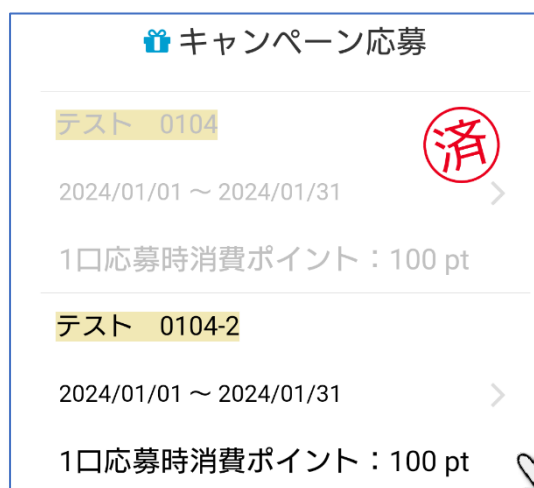 キャンペーン応募
テスト　0104
済
2024/01/01 ～ 2024/01/31
1口応募時消費ポイント：100 pt
テスト　0104-2
2024/01/01 ～ 2024/01/31
1口応募時消費ポイント：100 pt